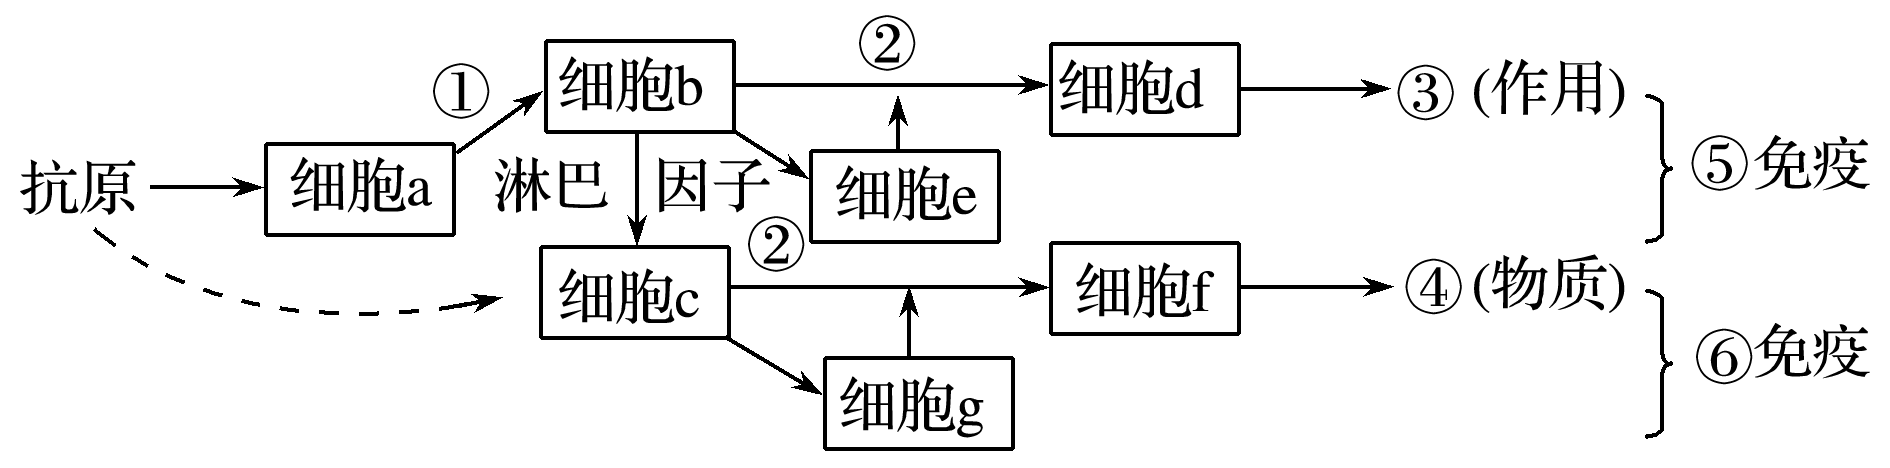 抗原
细胞a
①
细胞b
淋巴 因子
②
细胞e
细胞d
③(作用)
⑤免疫
细胞c
②
细胞g
细胞f
④(物质)
⑥免疫